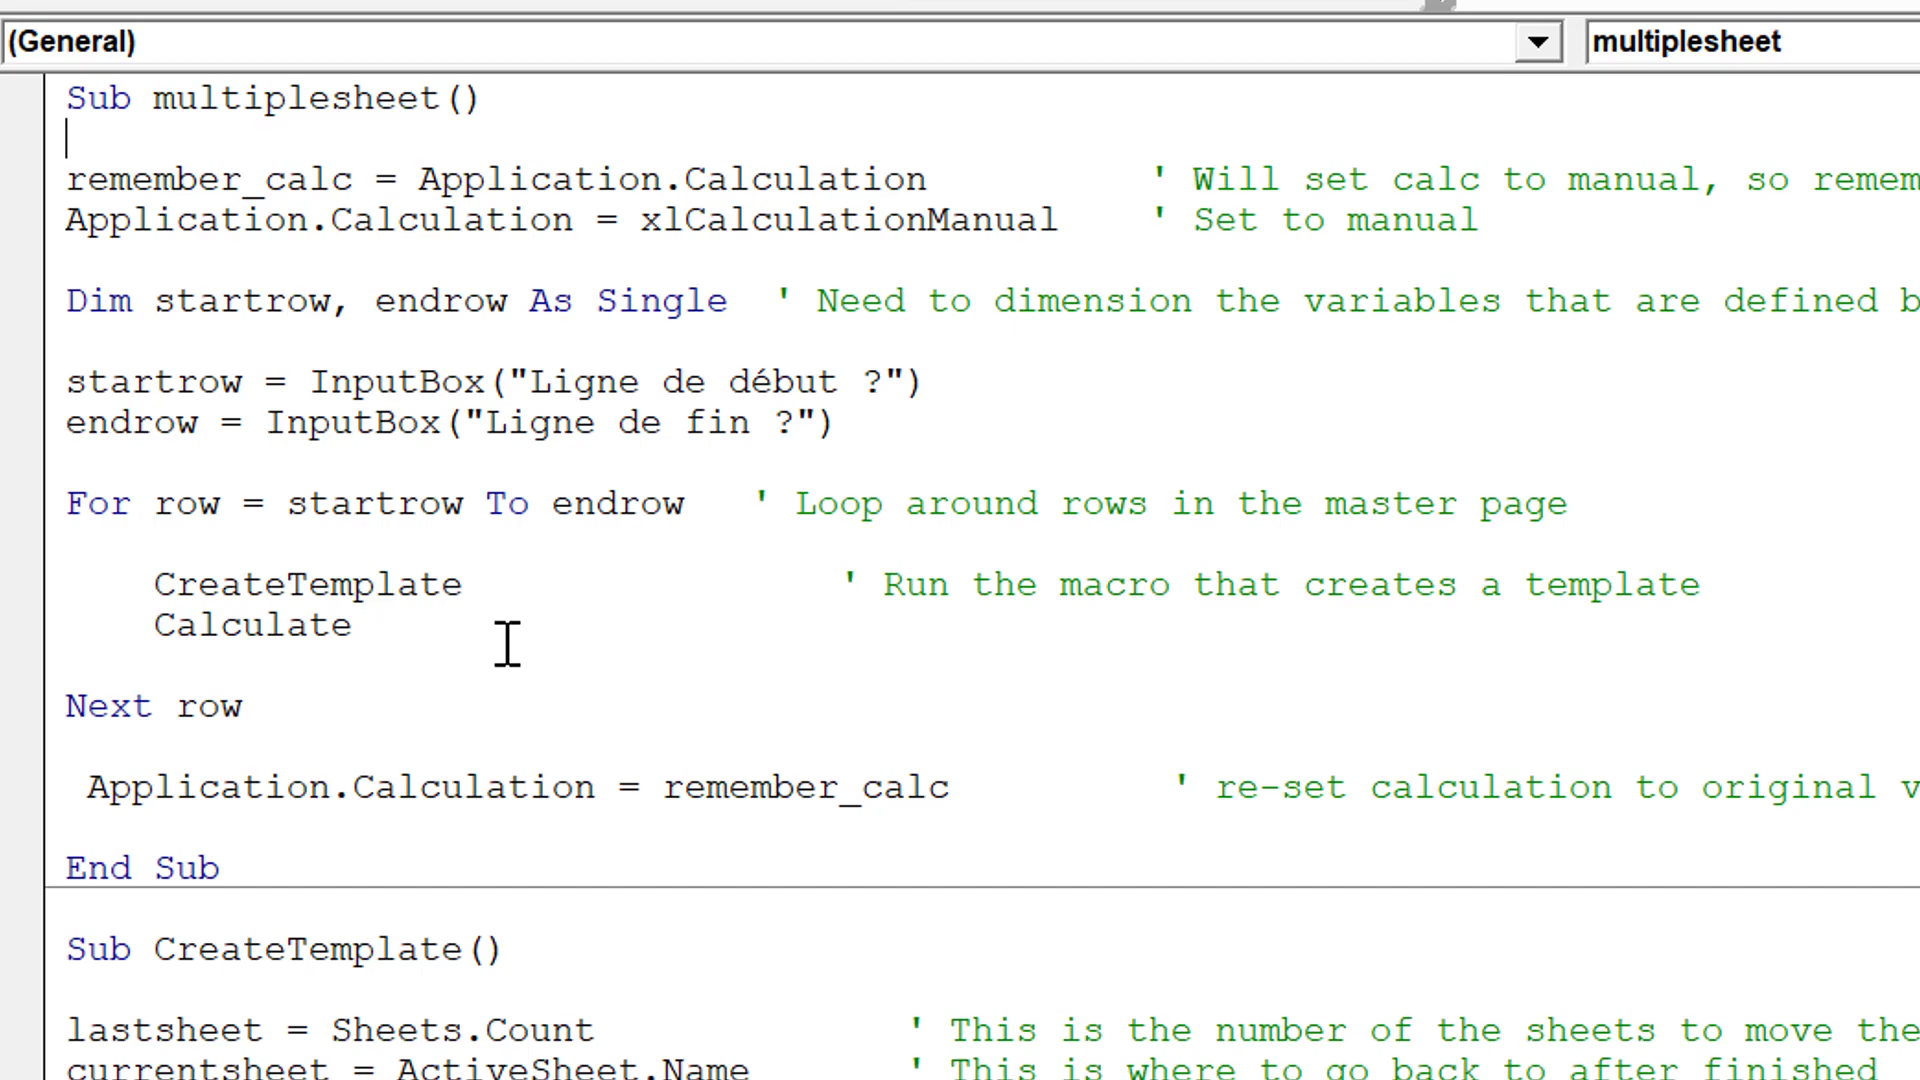 (General)
multiplesheet
Sub multiplesheet()
remember_calc = Application.Calculation ' Will set calc to manual, so
Application.Calculation = xlCalculationManual ' Set to manual
Dim startrow, endrow As Single ' Need to dimension the variables that are defined
startrow = InputBox("Ligne de début ?")
endrow = InputBox("Ligne de fin ?")
For row = startrow To endrow ' Loop around rows in the master page
CreateTemplate ' Run the macro that creates a template
Calculate
Next row
Application.Calculation = remember_calc ' re-set calculation to original
End Sub
Sub CreateTemplate()
lastsheet = Sheets.Count ' This is the number of the sheets to move the
currentsheet = ActiveSheet.Name ' This is where to go back to after finished